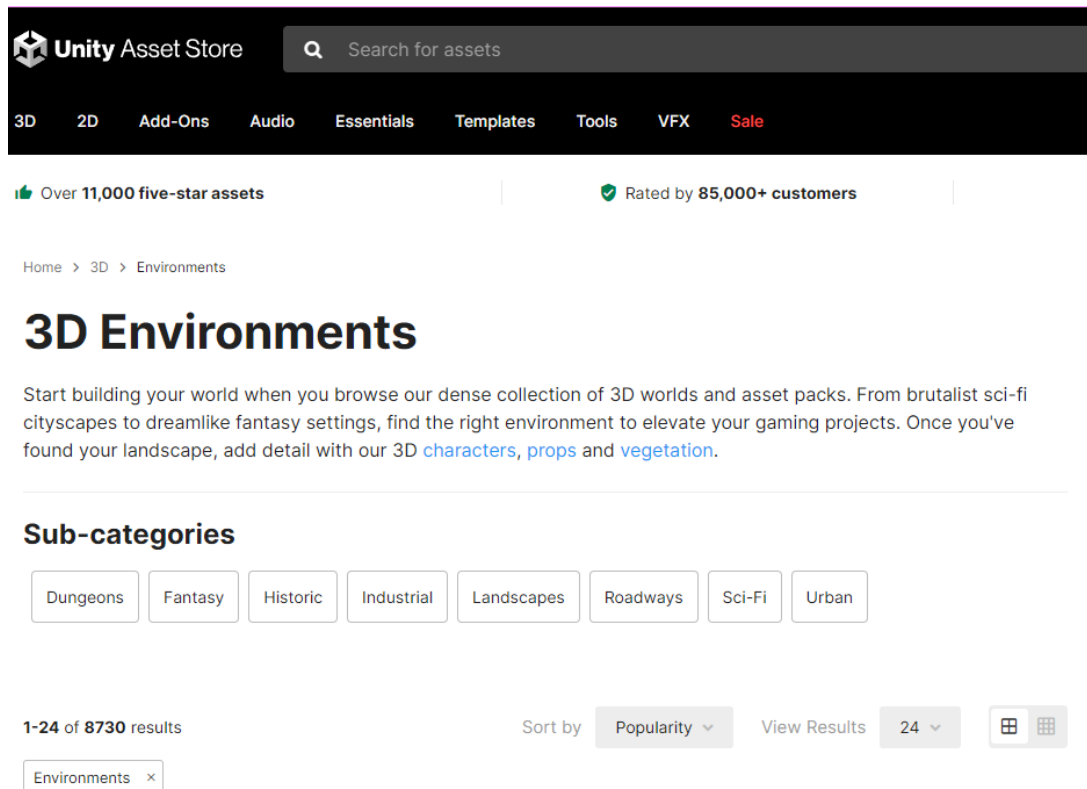 Unity Asset Store
Search for assets
3D 2D Add-Ons Audio Essentials Templates Tools VFX Sale
Over 11,000 five-star assets
Rated by 85,000+ customers
Home > 3D > Environments
3D Environments
Start building your world when you browse our dense collection of 3D worlds and asset packs. From brutalist sci-fi
cityscapes to dreamlike fantasy settings, find the right environment to elevate your gaming projects. Once you've
found your landscape, add detail with our 3D characters, props and vegetation.
Sub-categories
Dungeons Fantasy Historic Industrial Landscapes Roadways Sci-Fi Urban
1-24 of 8730 results Sort by Popularity View Results 24
Environments ×